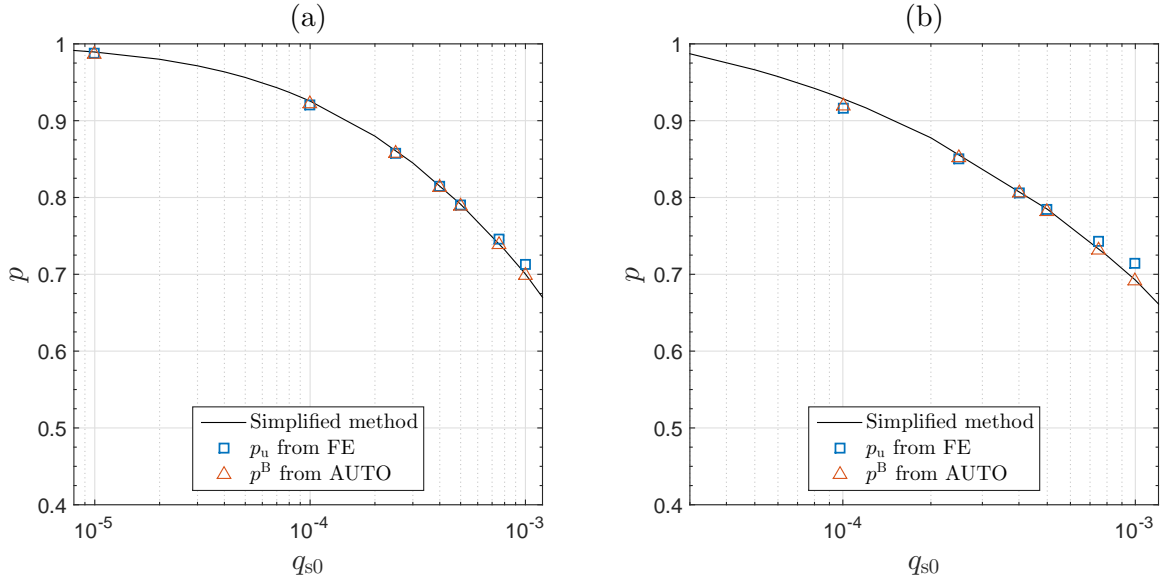 (a)
1
0.9
0.8
0.7
0.6
0.5
0.4
p
Simplified method
p_u from FE
p^B from AUTO
10^-5
10^-4
10^-3
q_s0
(b)
1
0.9
0.8
0.7
0.6
0.5
0.4
p
Simplified method
p_u from FE
p^B from AUTO
10^-4
10^-3
q_s0